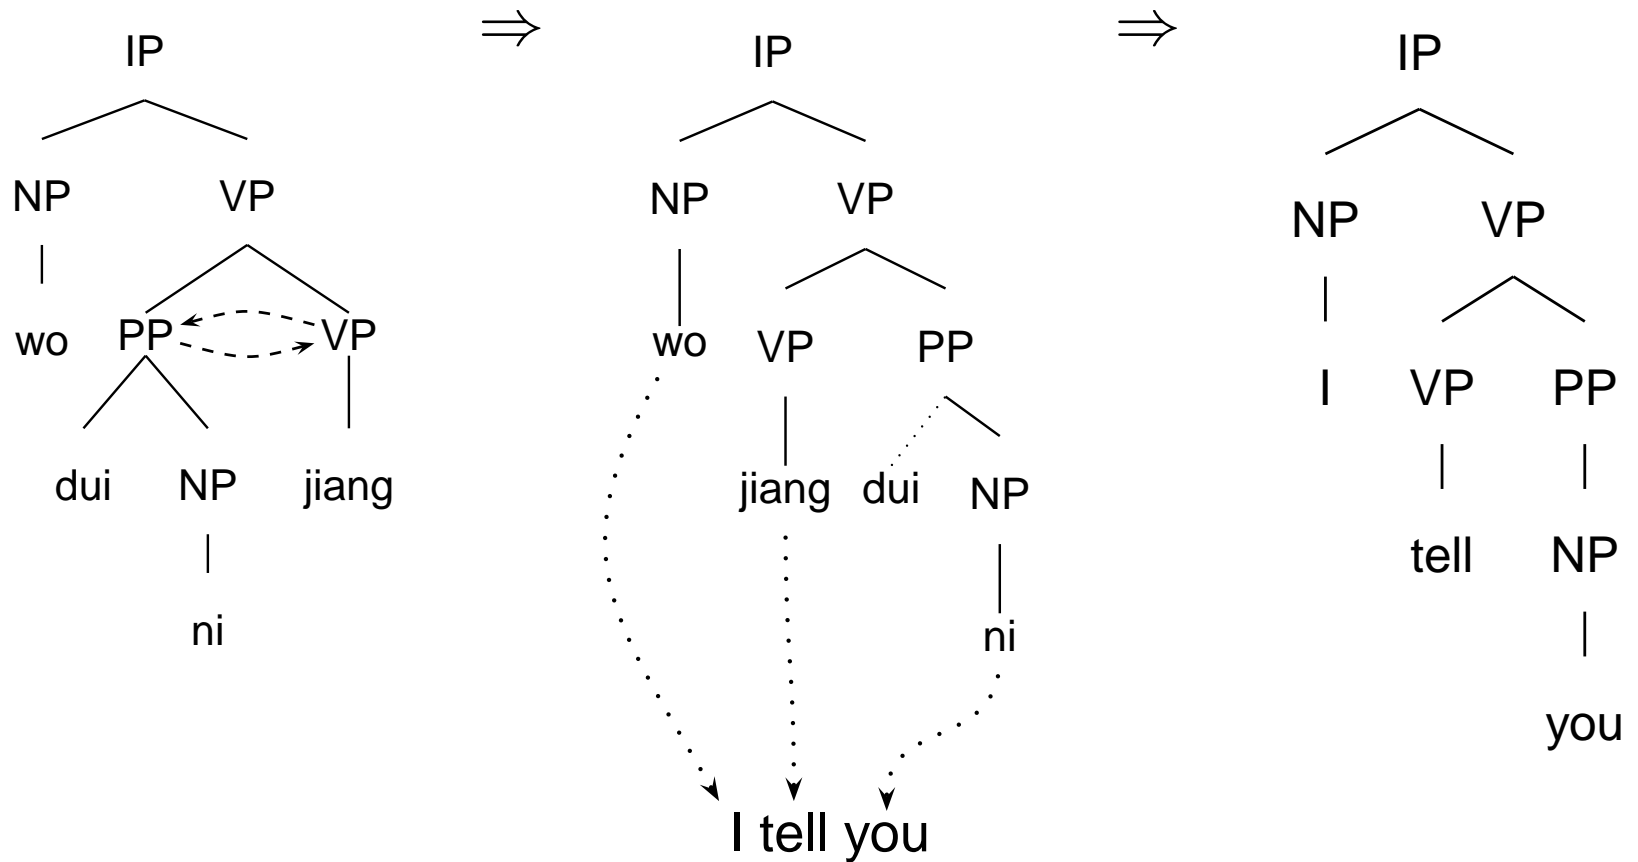 ⇒ ⇒
IP IP IP
NP VP NP VP NP VP
wo PP VP wo VP PP I VP PP
dui NP jiang jiang dui NP tell NP
ni ni you
I tell you